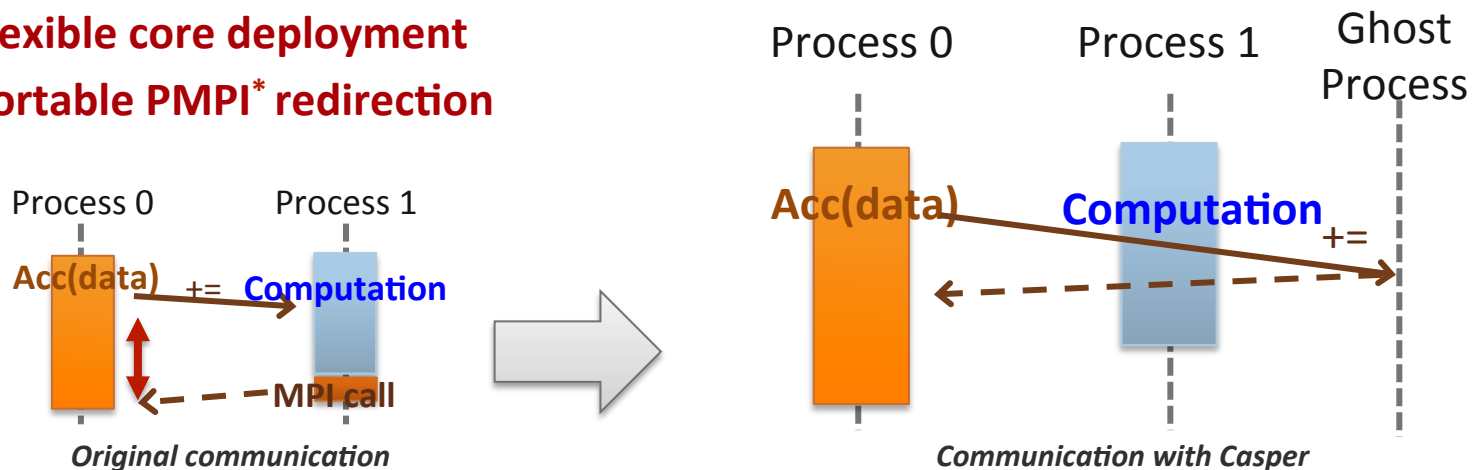 exible core deployment
ortable PMPI* redirection
Process 0 Process 1
Acc(data) += Computation
MPI call
Original communication
Process 0 Process 1 Ghost Process
Acc(data) Computation +=
Communication with Casper